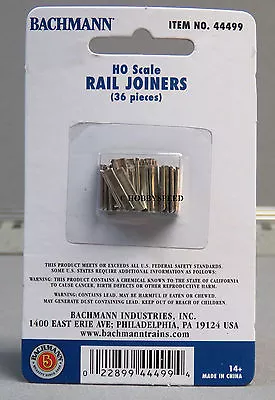 BACHMANN
ITEM NO. 44499
HO Scale
RAIL JOINERS
(36 pieces)
HOBBYSPEED
THIS PRODUCT MEETS OR EXCEEDS ALL U.S. FEDERAL SAFETY STANDARDS.
SOME U.S. STATES REQUIRE ADDITIONAL INFORMATION AS FOLLOWS:
WARNING: THIS PRODUCT CONTAINS A CHEMICAL KNOWN TO THE STATE OF CALIFORNIA
TO CAUSE CANCER, BIRTH DEFECTS OR OTHER REPRODUCTIVE HARM.
WARNING: CONTAINS LEAD. MAY BE HARMFUL IF EATEN OR CHEWED.
MAY GENERATE DUST CONTAINING LEAD. KEEP OUT OF REACH OF CHILDREN.
BACHMANN INDUSTRIES, INC.
1400 EAST ERIE AVE; PHILADELPHIA, PA 19124 USA
www.bachmanntrains.com
BACHMANN
B
0 22899 44499 4
14+
MADE IN CHINA